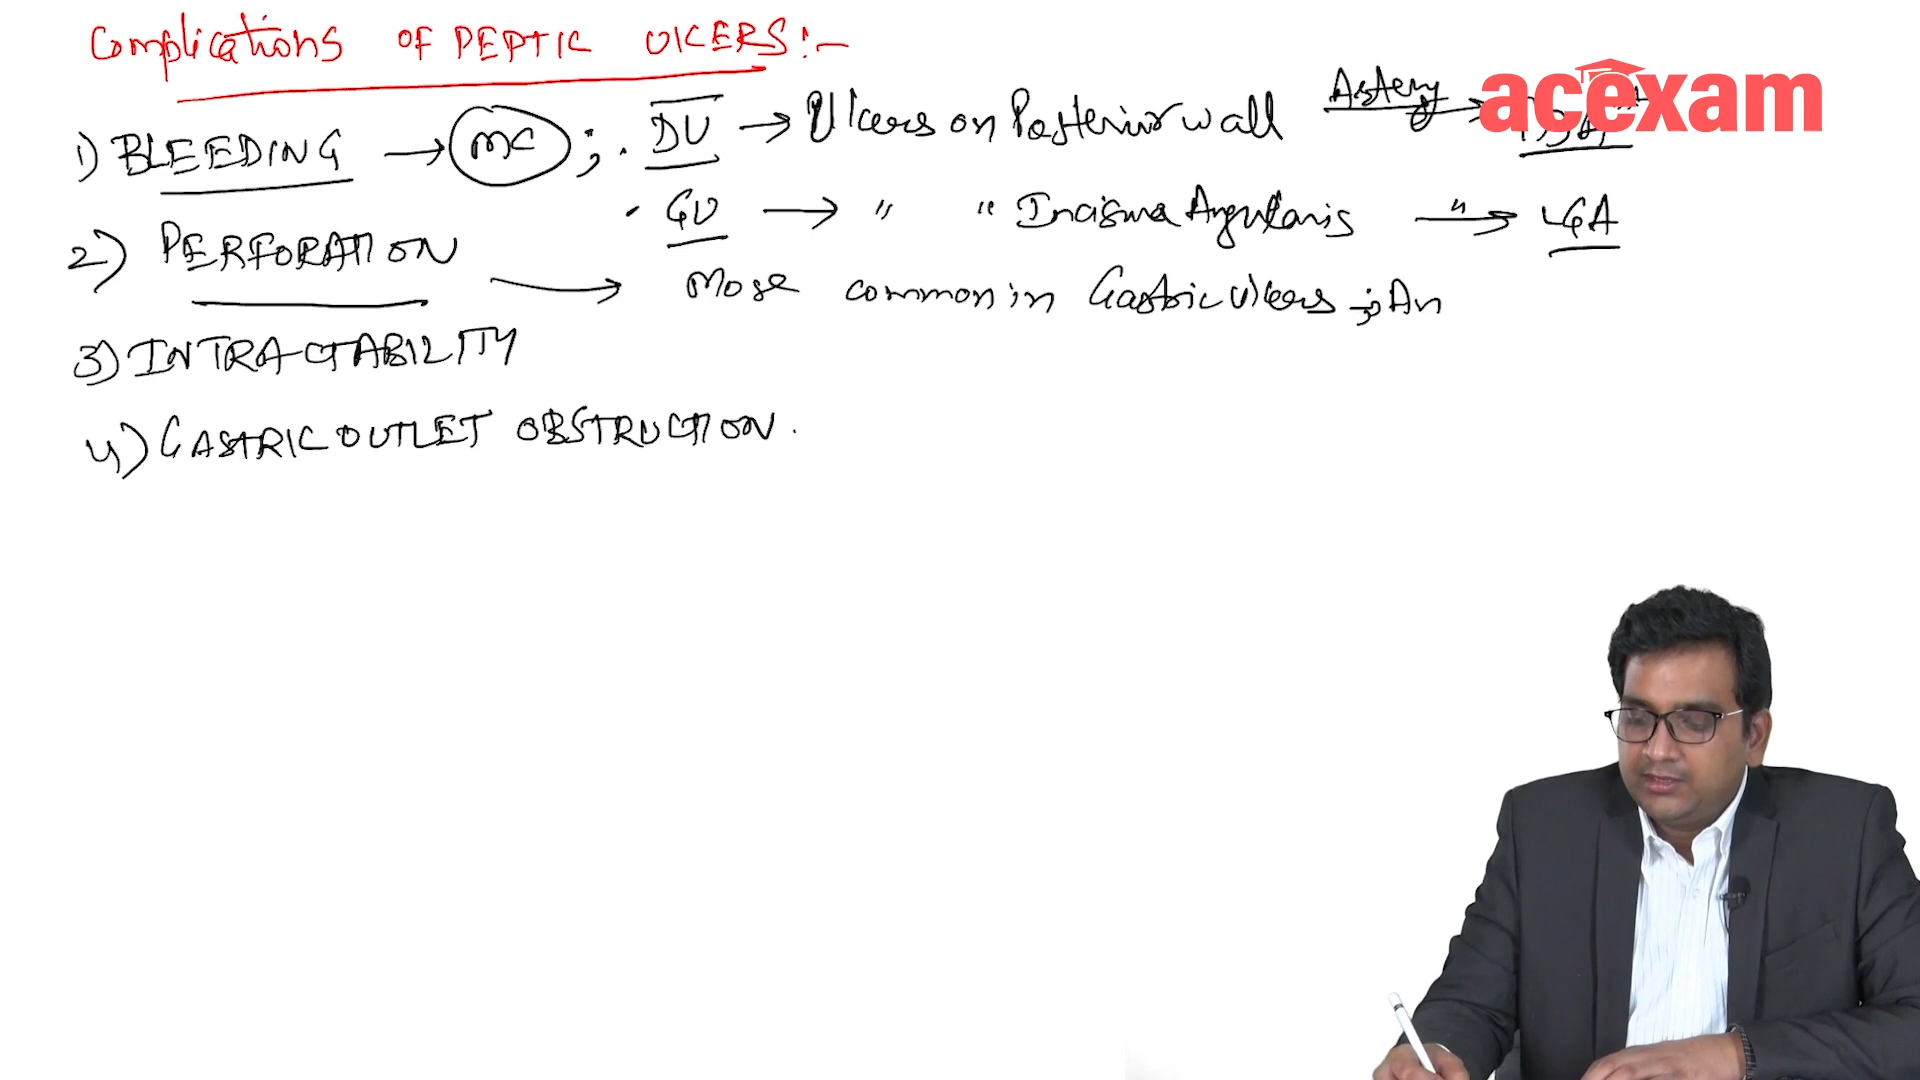 Complications OF PEPTIC ULCERS :-
acexam
1) BLEEDING → MC ; . DU → Ulcers on Posterior wall Artery →
. GU → " " Incisura Angularis " → LGA
2) PERFORATION → More common in Gastric Ulcers ; An
3) INTRACTABILITY
4) GASTRIC OUTLET OBSTRUCTION .